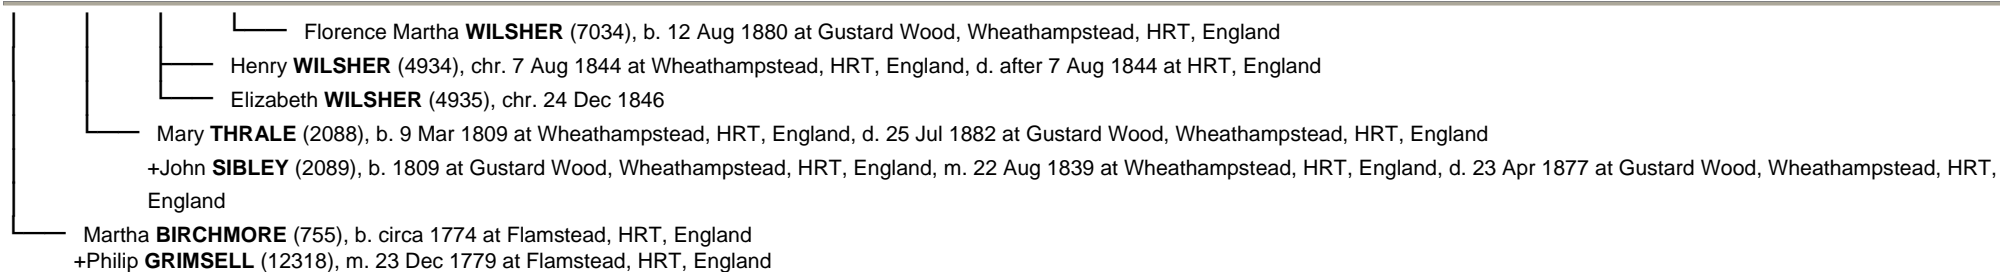 Florence Martha WILSHER (7034), b. 12 Aug 1880 at Gustard Wood, Wheathampstead, HRT, England
Henry WILSHER (4934), chr. 7 Aug 1844 at Wheathampstead, HRT, England, d. after 7 Aug 1844 at HRT, England
Elizabeth WILSHER (4935), chr. 24 Dec 1846
Mary THRALE (2088), b. 9 Mar 1809 at Wheathampstead, HRT, England, d. 25 Jul 1882 at Gustard Wood, Wheathampstead, HRT, England
+John SIBLEY (2089), b. 1809 at Gustard Wood, Wheathampstead, HRT, England, m. 22 Aug 1839 at Wheathampstead, HRT, England, d. 23 Apr 1877 at Gustard Wood, Wheathampstead, HRT,
England
Martha BIRCHMORE (755), b. circa 1774 at Flamstead, HRT, England
+Philip GRIMSELL (12318), m. 23 Dec 1779 at Flamstead, HRT, England